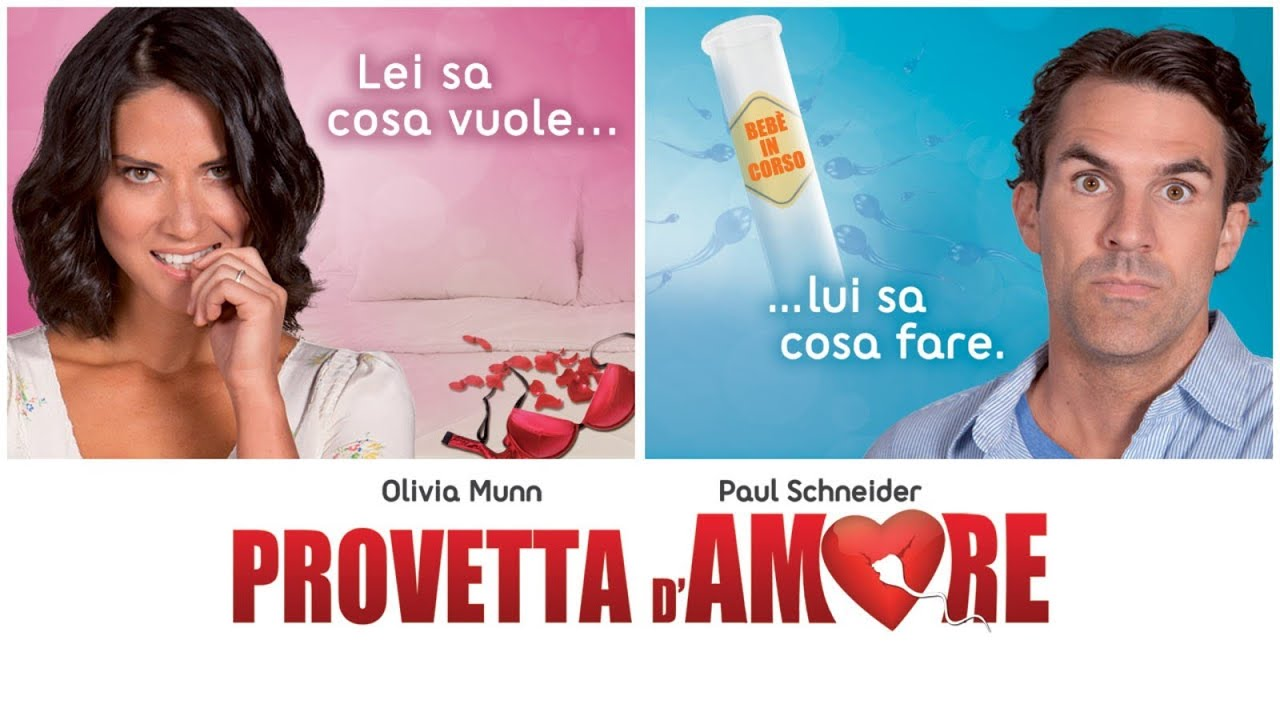 Lei sa
cosa vuole...
BEBÈ
IN
CORSO
...lui sa
cosa fare.
Olivia Munn
Paul Schneider
PROVETTA D'AMORE